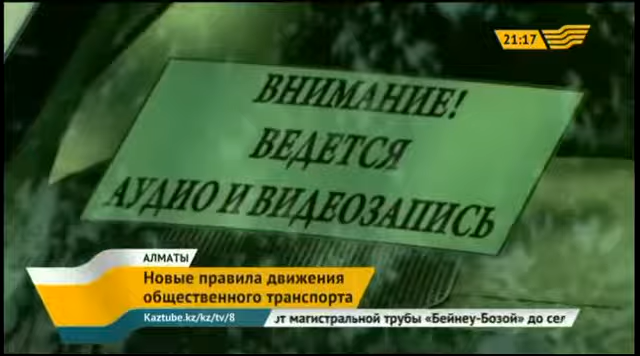 21:17
ВНИМАНИЕ!
ВЕДЕТСЯ
АУДИО И ВИДЕОЗАПИСЬ
АЛМАТЫ
Новые правила движения
общественного транспорта
Kaztube.kz/kz/tv/8
от магистральной трубы «Бейнеу-Бозой» до